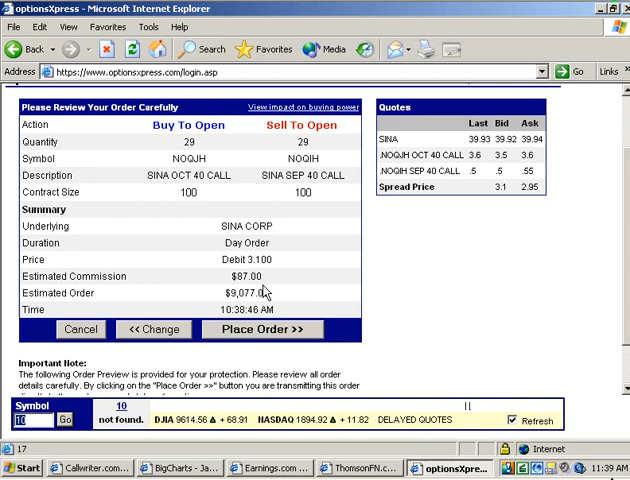 optionsXpress - Microsoft Internet Explorer
File Edit View Favorites Tools Help
Back Search Favorites Media
Address https://www.optionsxpress.com/login.asp Go Links »
Please Review Your Order Carefully View impact on buying power
Action Buy To Open Sell To Open
Quantity 29 29
Symbol NOQJH NOQIH
Description SINA OCT 40 CALL SINA SEP 40 CALL
Contract Size 100 100
Summary
Underlying SINA CORP
Duration Day Order
Price Debit 3.100
Estimated Commission $87.00
Estimated Order $9,077.0
Time 10:38:46 AM
Cancel << Change Place Order >>
Quotes
Last Bid Ask
SINA 39.93 39.92 39.94
.NOQJH OCT 40 CALL 3.6 3.5 3.6
.NOQIH SEP 40 CALL .5 .5 .55
Spread Price 3.1 2.95
Important Note:
The following Order Preview is provided for your protection. Please review all order
details carefully. By clicking on the "Place Order >>" button you are transmitting this order
Symbol 10
10 Go not found. DJIA 9614.56 ▲ + 68.91 NASDAQ 1894.92 ▲ + 11.82 DELAYED QUOTES Refresh
17 Internet
Start Callwriter.com... BigCharts - Ja... Earnings.com ... ThomsonFN.c... optionsXpre... 11:39 AM